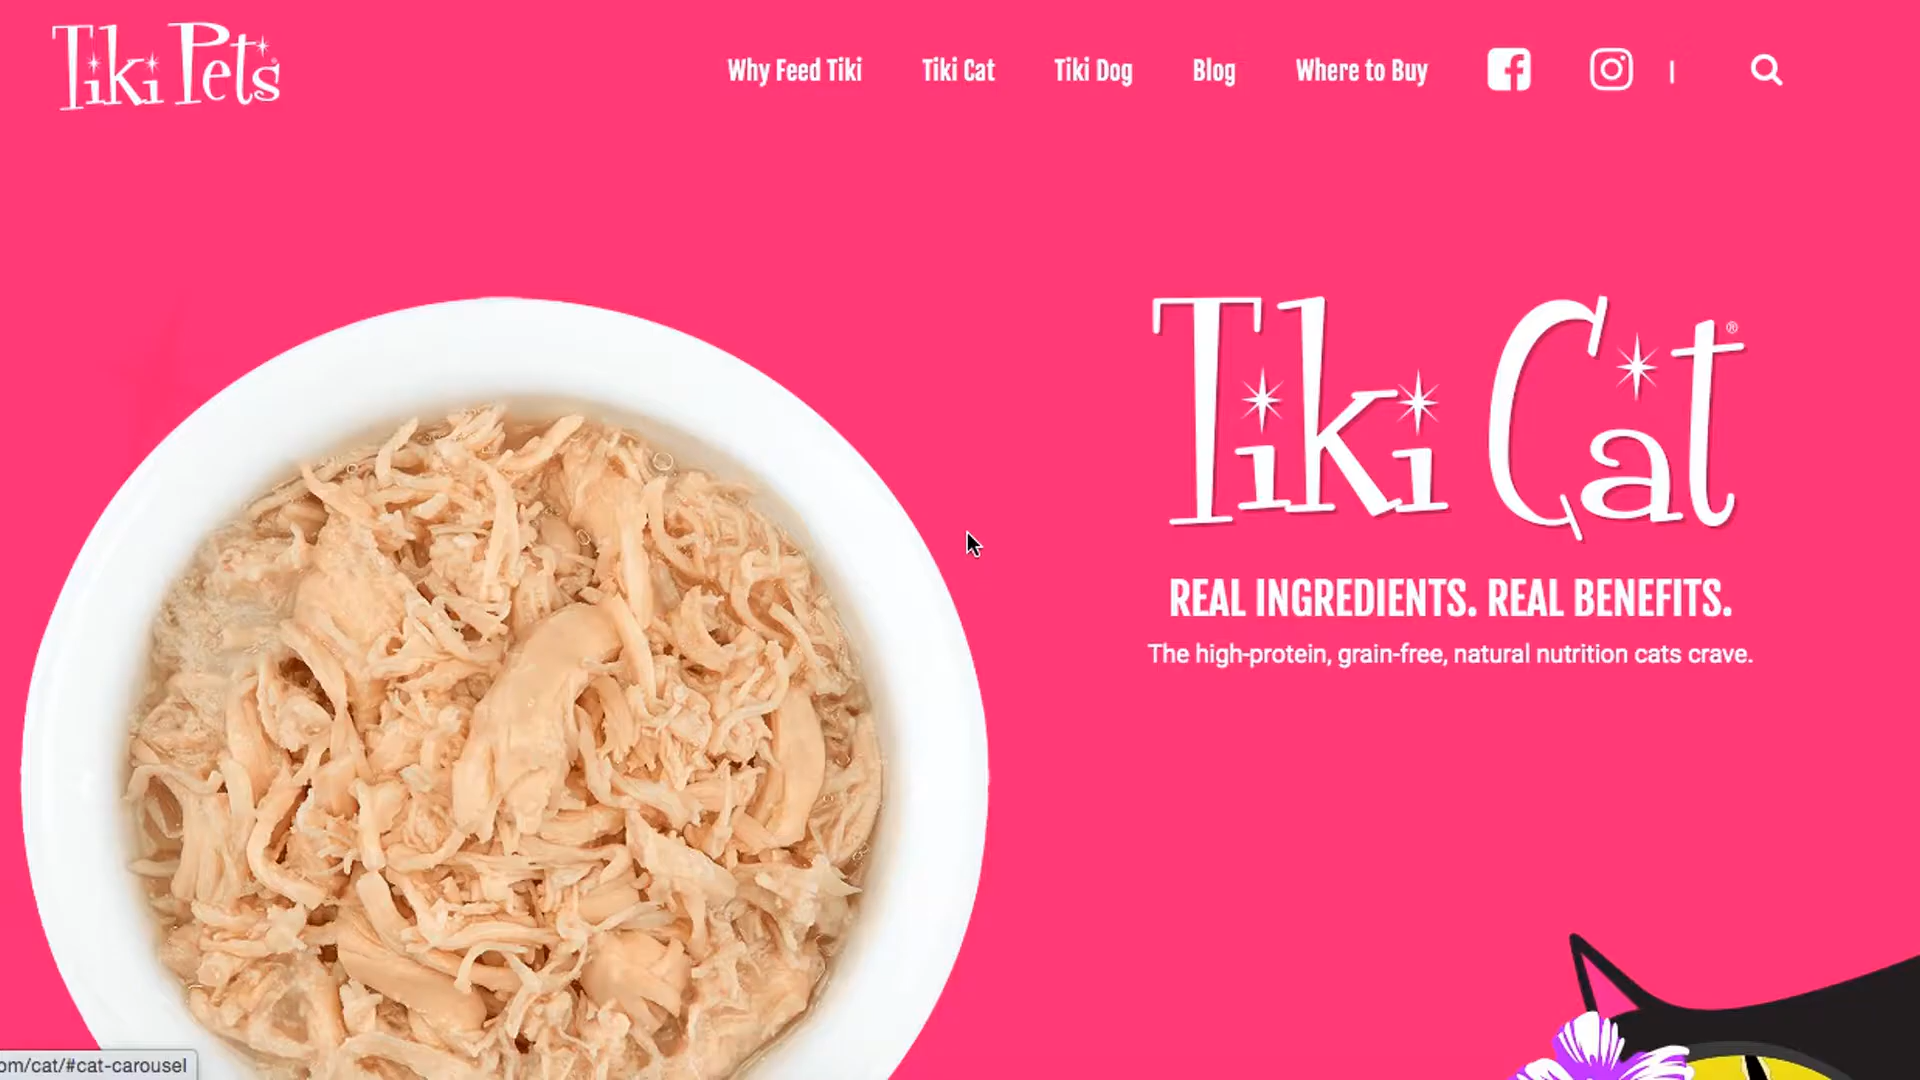 Tiki Pets
Why Feed Tiki
Tiki Cat
Tiki Dog
Blog
Where to Buy
Tiki Cat®
REAL INGREDIENTS. REAL BENEFITS.
The high-protein, grain-free, natural nutrition cats crave.
om/cat/#cat-carousel